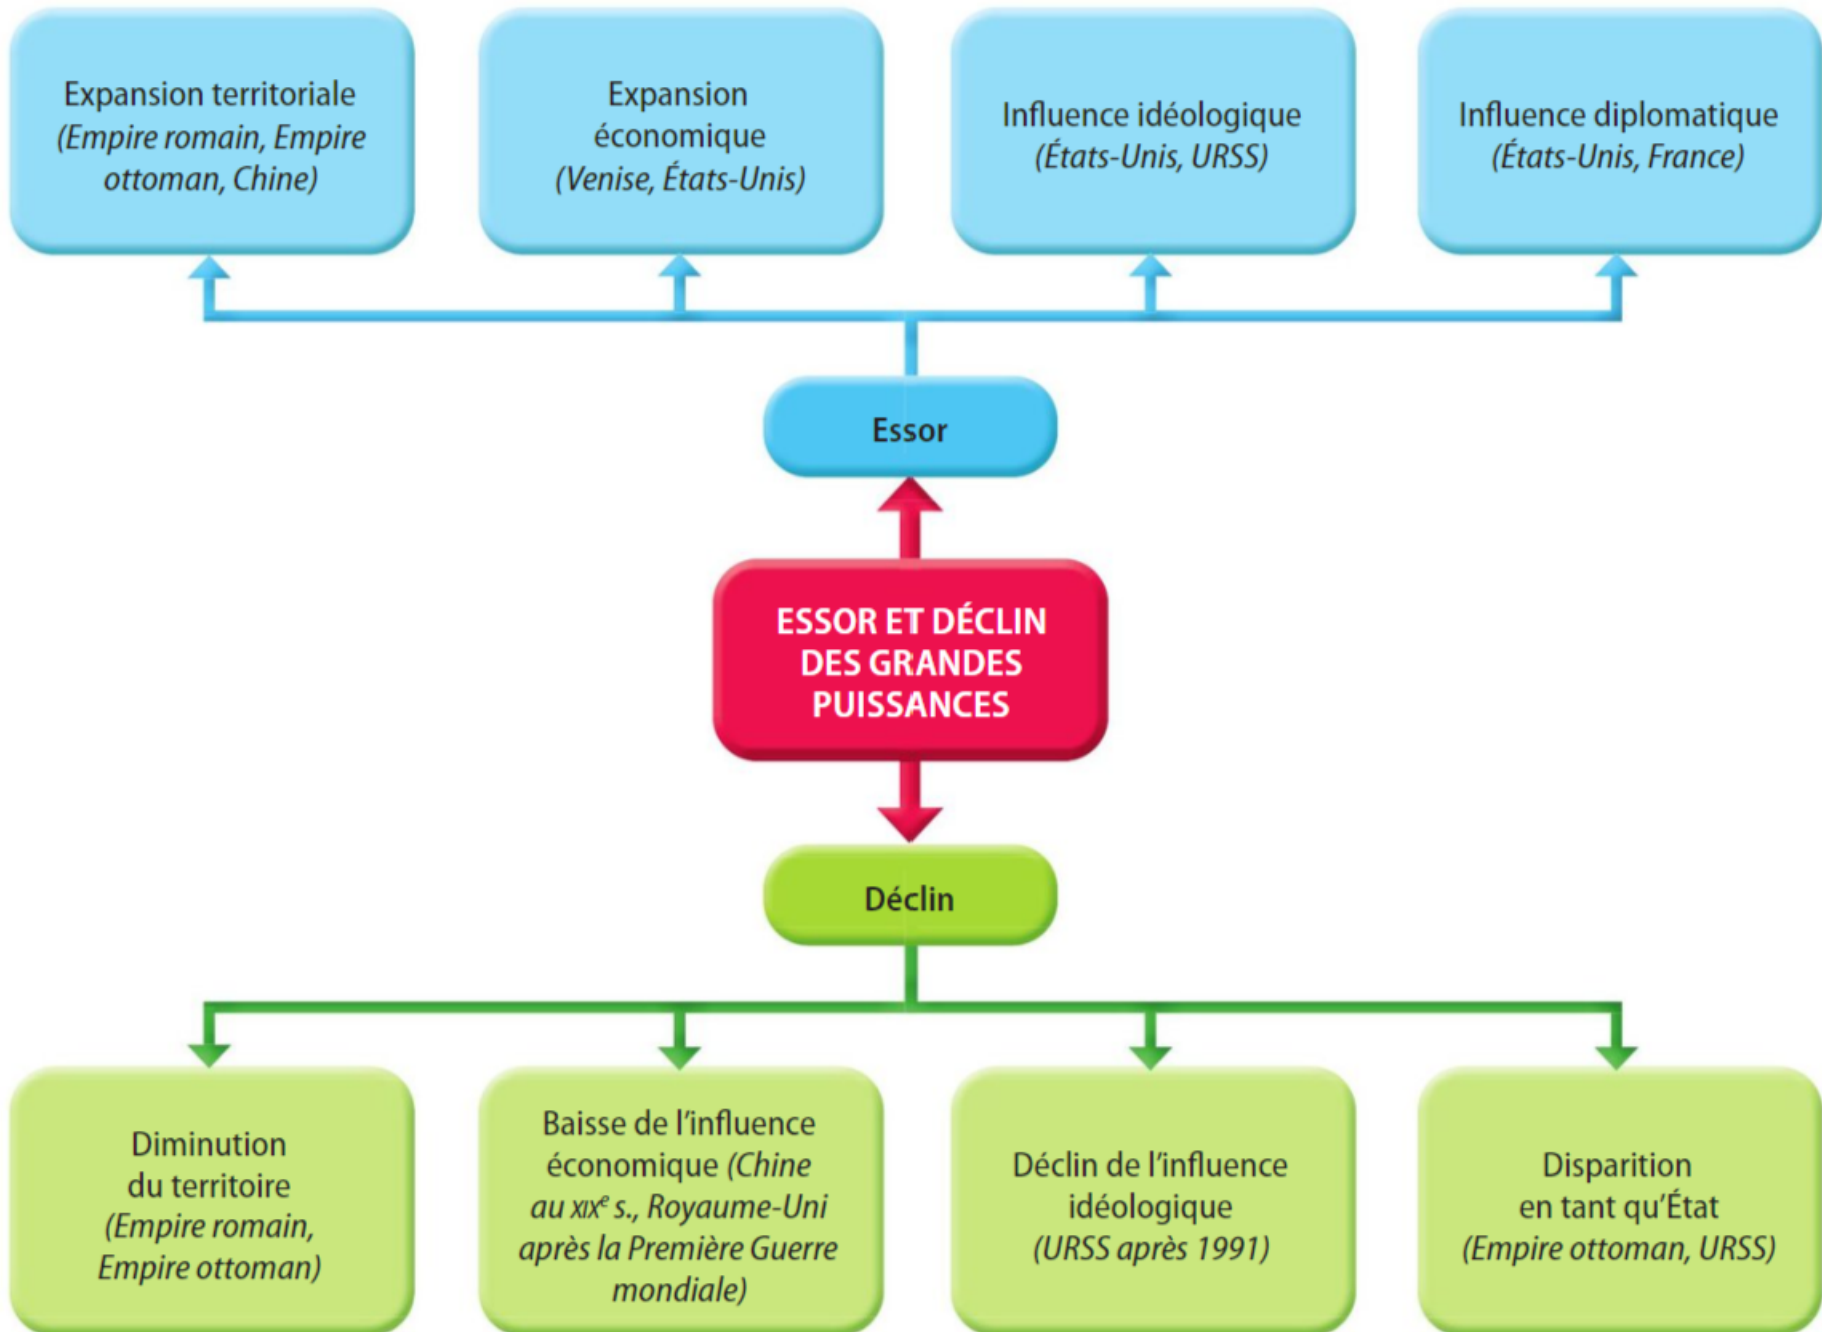 Expansion territoriale
(Empire romain, Empire
ottoman, Chine)
Expansion
économique
(Venise, États-Unis)
Influence idéologique
(États-Unis, URSS)
Influence diplomatique
(États-Unis, France)
Essor
ESSOR ET DÉCLIN
DES GRANDES
PUISSANCES
Déclin
Diminution
du territoire
(Empire romain,
Empire ottoman)
Baisse de l'influence
économique (Chine
au XIXe s., Royaume-Uni
après la Première Guerre
mondiale)
Déclin de l'influence
idéologique
(URSS après 1991)
Disparition
en tant qu'État
(Empire ottoman, URSS)